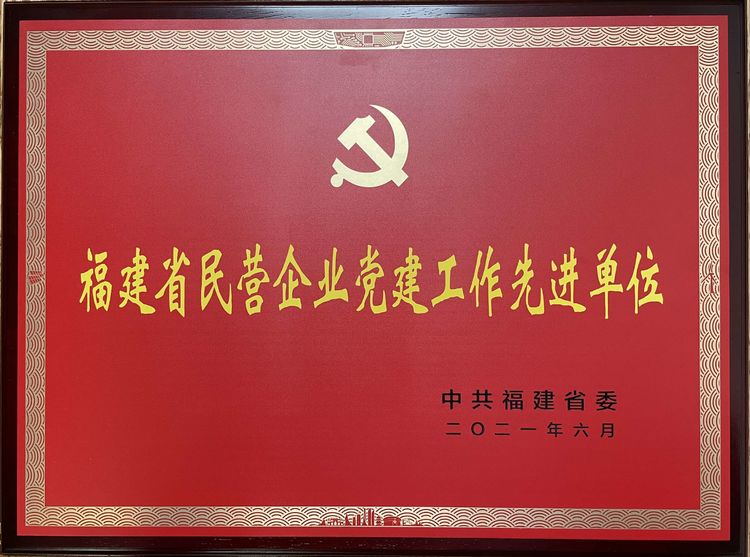 福建省民营企业党建工作先进单位
中共福建省委
二〇二一年六月